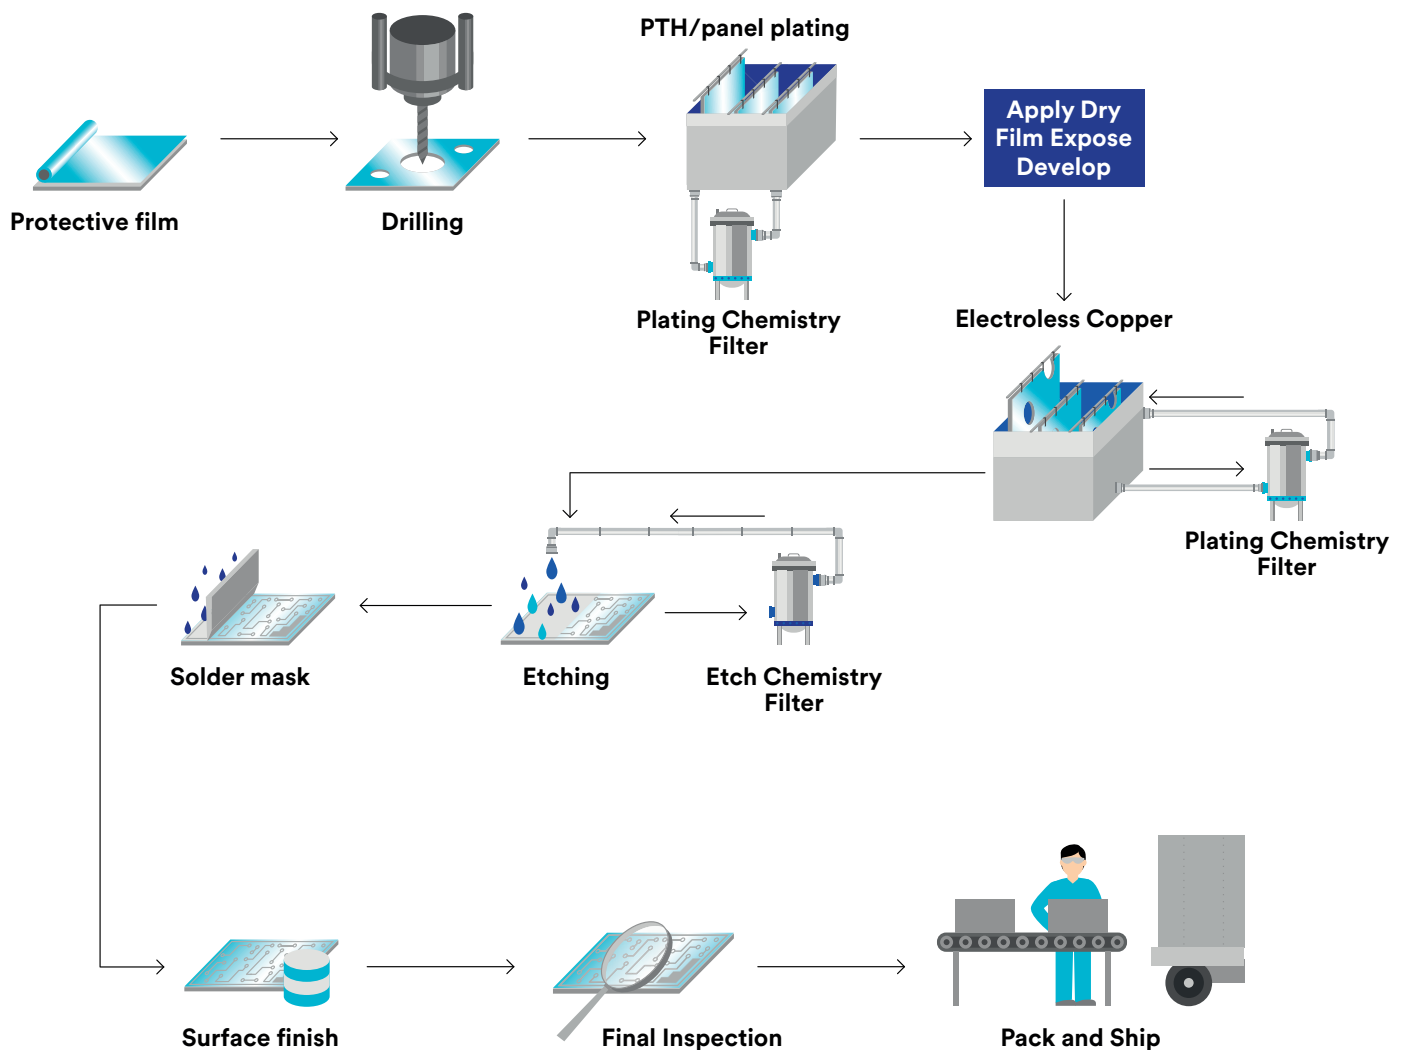 PTH/panel plating
Apply Dry
Film Expose
Develop
Protective film
Drilling
Plating Chemistry
Filter
Electroless Copper
Plating Chemistry
Filter
Solder mask
Etching
Etch Chemistry
Filter
Surface finish
Final Inspection
Pack and Ship